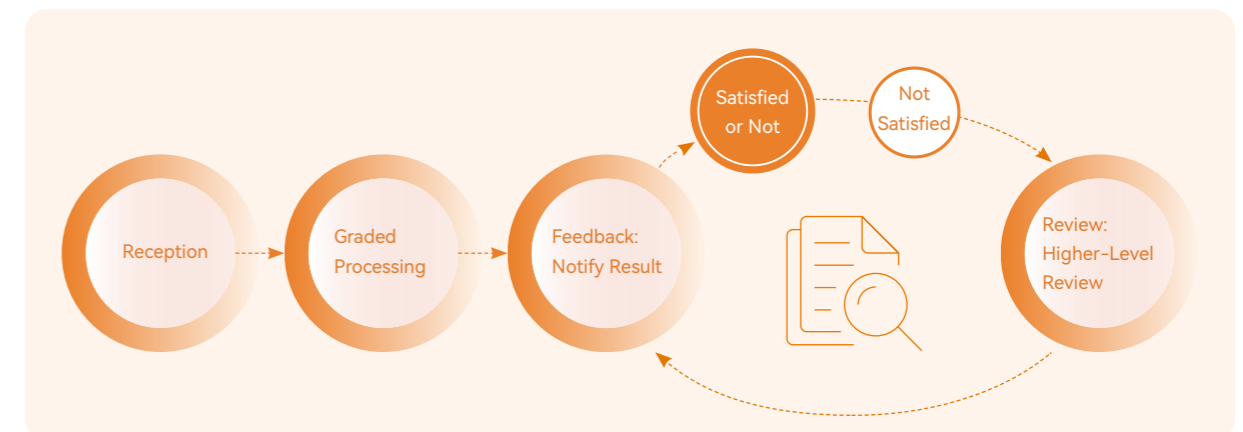 Reception
Graded
Processing
Feedback:
Notify Result
Satisfied
or Not
Not
Satisfied
Review:
Higher-Level
Review